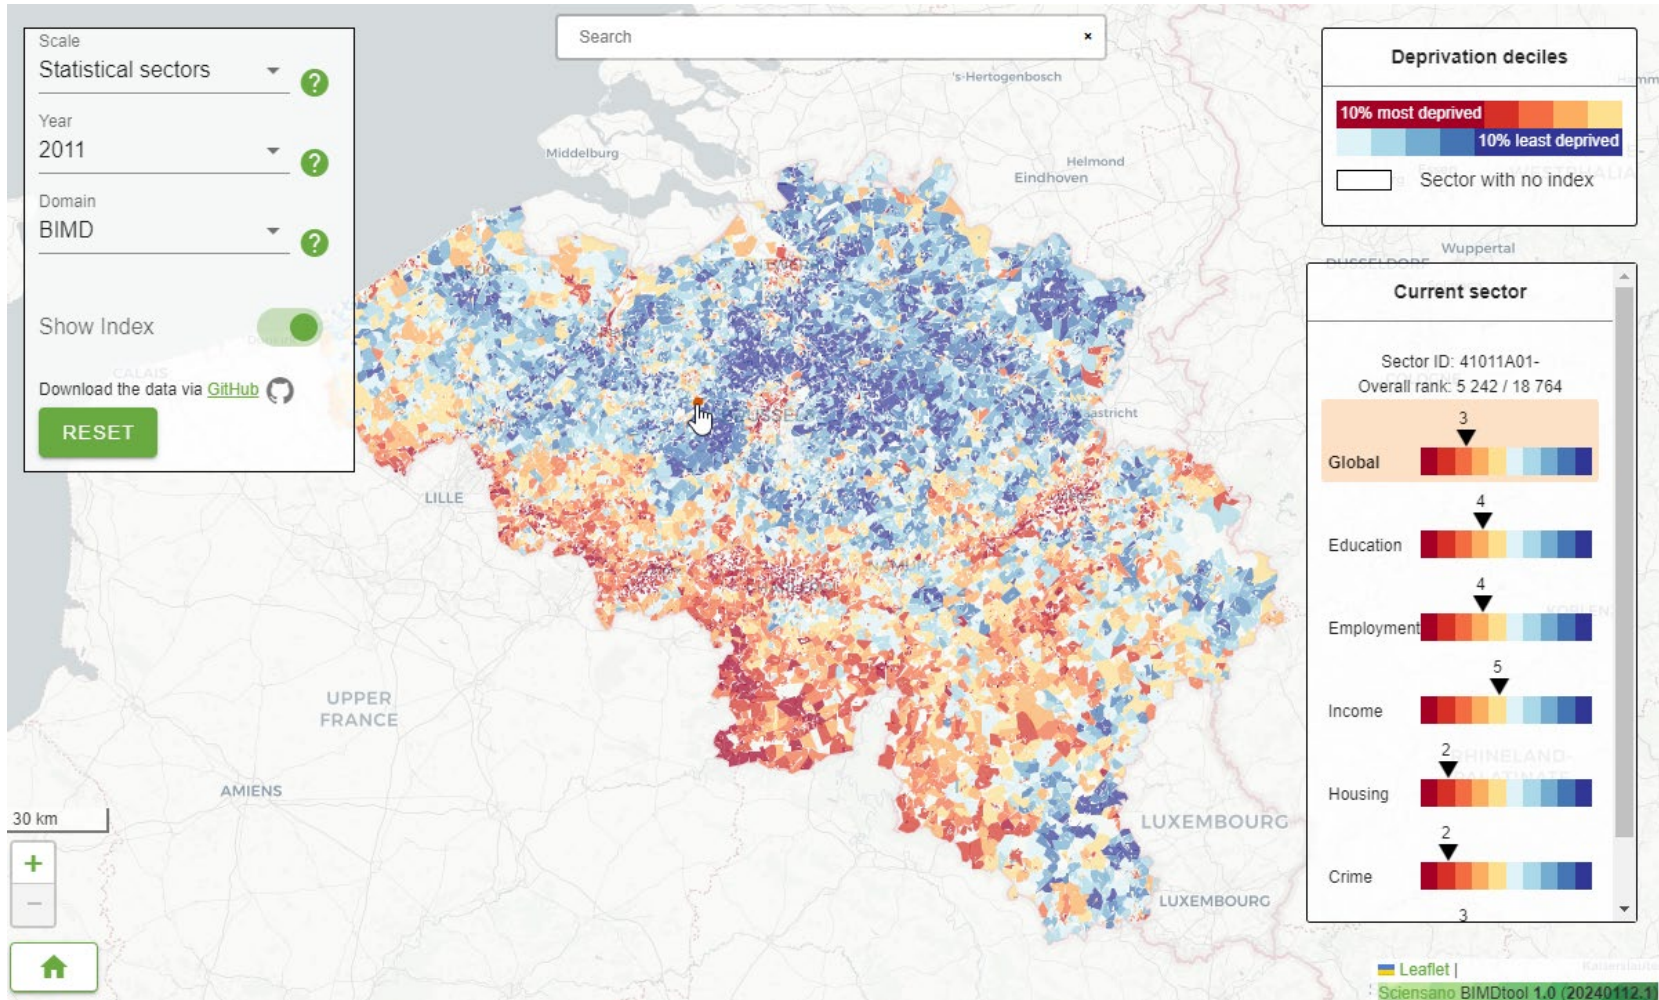 Scale
Statistical sectors
?
Year
2011
?
Domain
BIMD
?
Show Index
Download the data via GitHub
RESET
Search
×
Deprivation deciles
10% most deprived
10% least deprived
Sector with no index
Current sector
Sector ID: 41011A01-
Overall rank: 5 242 / 18 764
3
Global
4
Education
4
Employment
5
Income
2
Housing
2
Crime
3
's-Hertogenbosch
Middelburg
Helmond
Eindhoven
Wuppertal
DUSSELDORF
CALAIS
LILLE
UPPER
FRANCE
AMIENS
LUXEMBOURG
LUXEMBOURG
30 km
+
−
Leaflet |
Sciensano BIMDtool 1.0 (20240112.1)